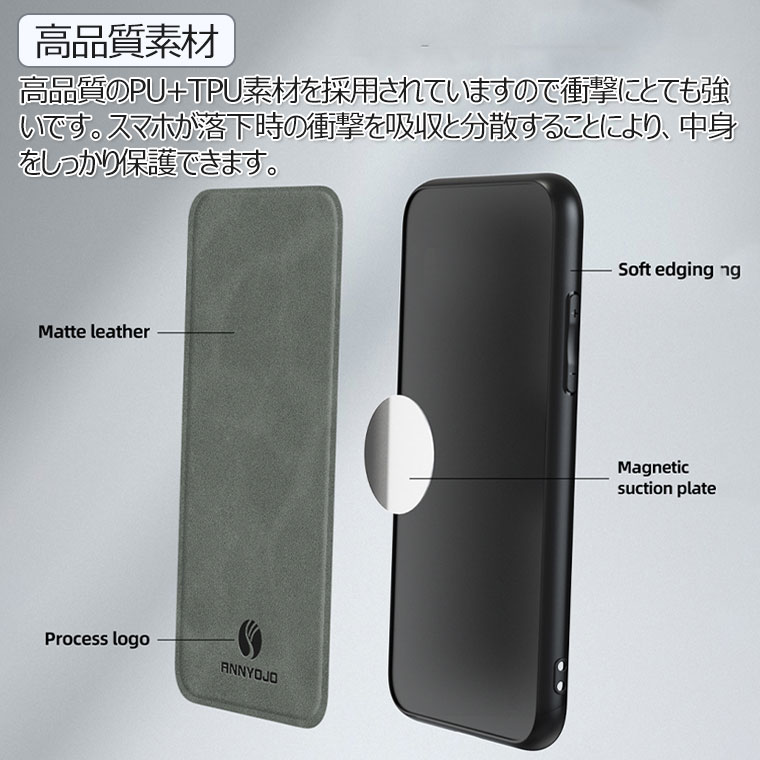 高品質素材
高品質のPU+TPU素材を採用されていますので衝撃にとても強
いです。スマホが落下時の衝撃を吸収と分散することにより、中身
をしっかり保護できます。
Soft edging ng
Matte leather
Magnetic
suction plate
Process logo
ANNYOJO